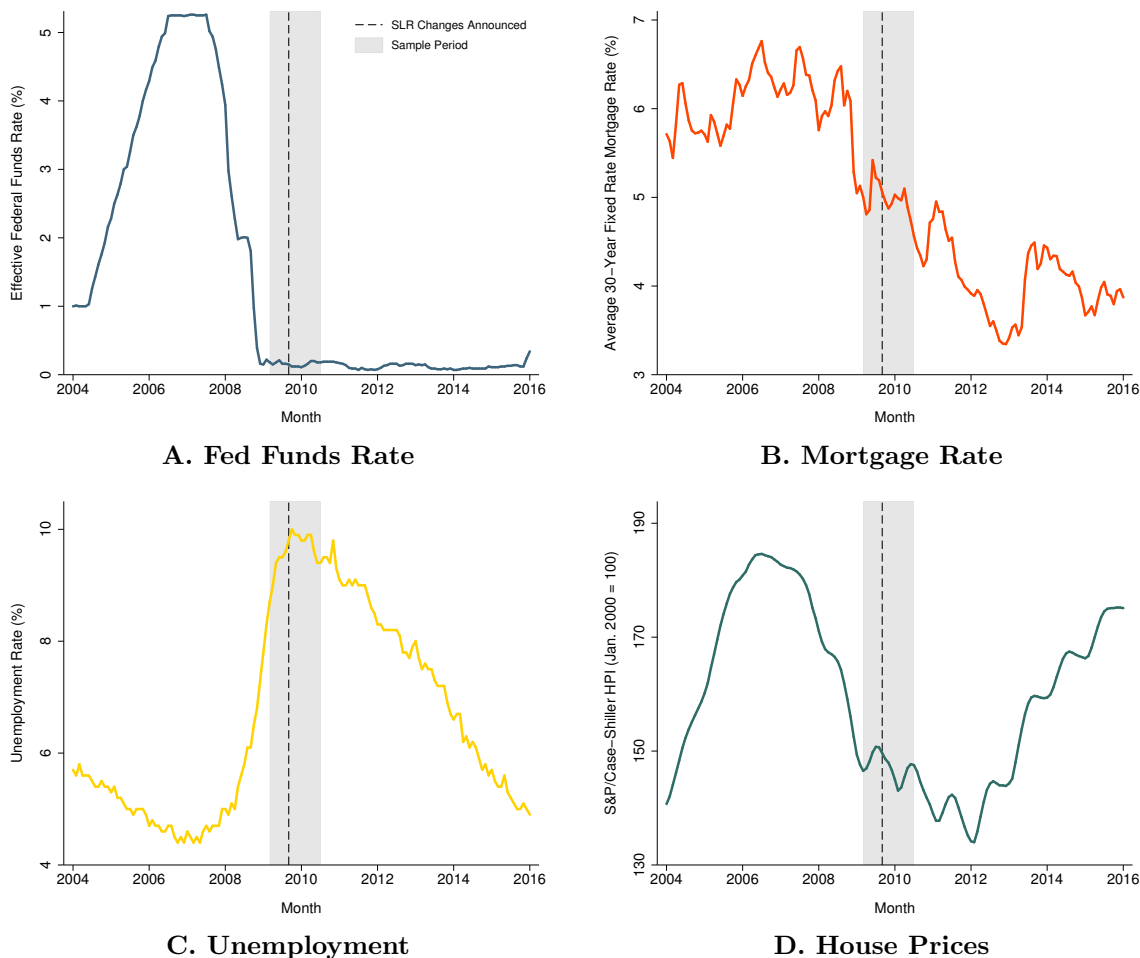 Effective Federal Funds Rate (%)
5
4
3
2
1
0
SLR Changes Announced
Sample Period
2004 2006 2008 2010 2012 2014 2016
Month
A. Fed Funds Rate
Average 30−Year Fixed Rate Mortgage Rate (%)
7
6
5
4
3
2004 2006 2008 2010 2012 2014 2016
Month
B. Mortgage Rate
Unemployment Rate (%)
10
8
6
4
2004 2006 2008 2010 2012 2014 2016
Month
C. Unemployment
S&P/Case−Shiller HPI (Jan. 2000 = 100)
190
170
150
130
2004 2006 2008 2010 2012 2014 2016
Month
D. House Prices